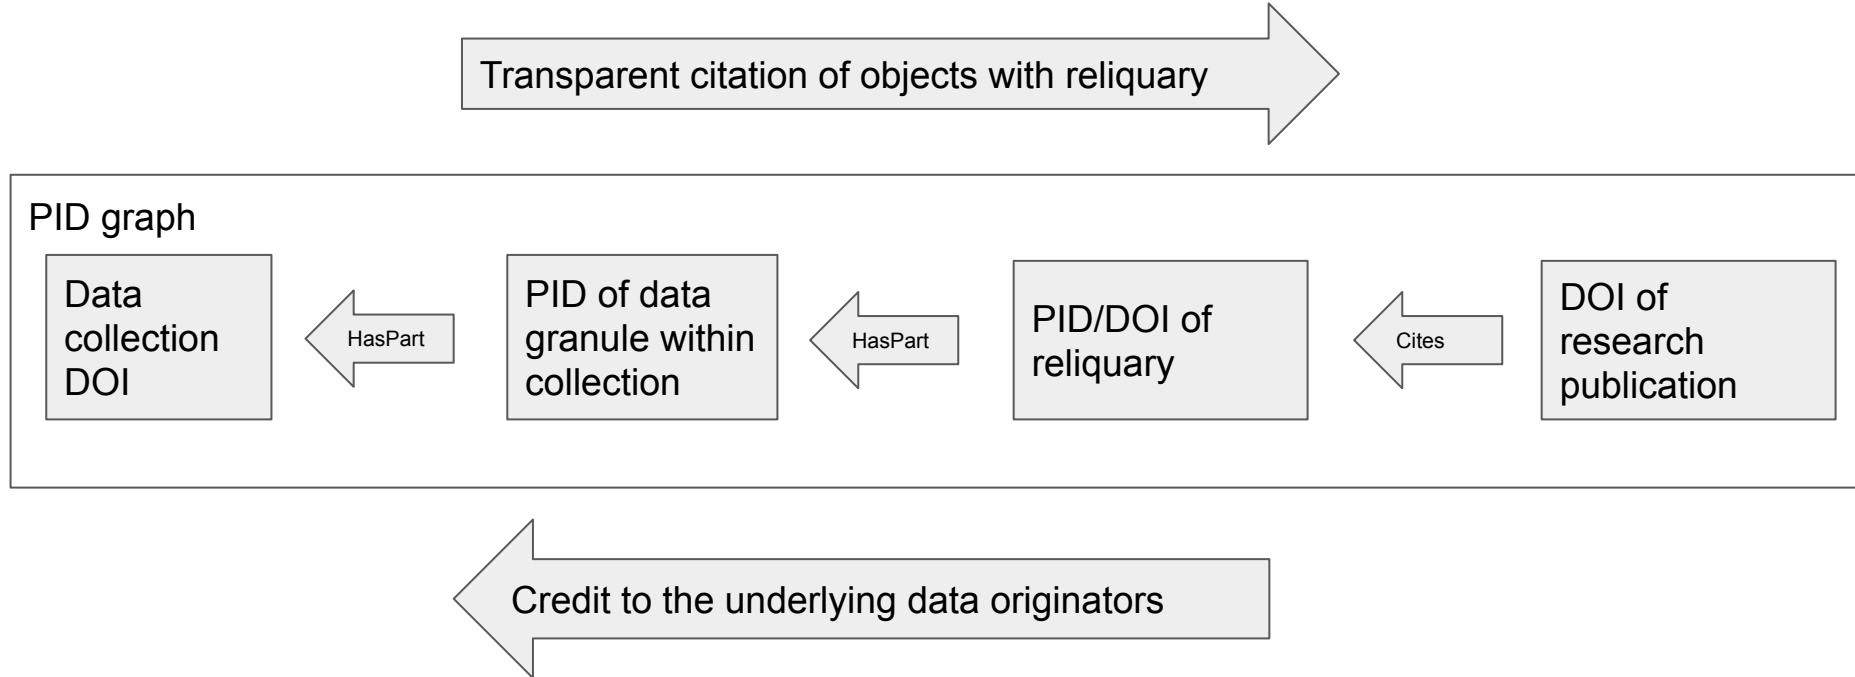 Transparent citation of objects with reliquary
PID graph
Data
collection
DOI
HasPart
PID of data
granule within
collection
HasPart
PID/DOI of
reliquary
Cites
DOI of
research
publication
Credit to the underlying data originators